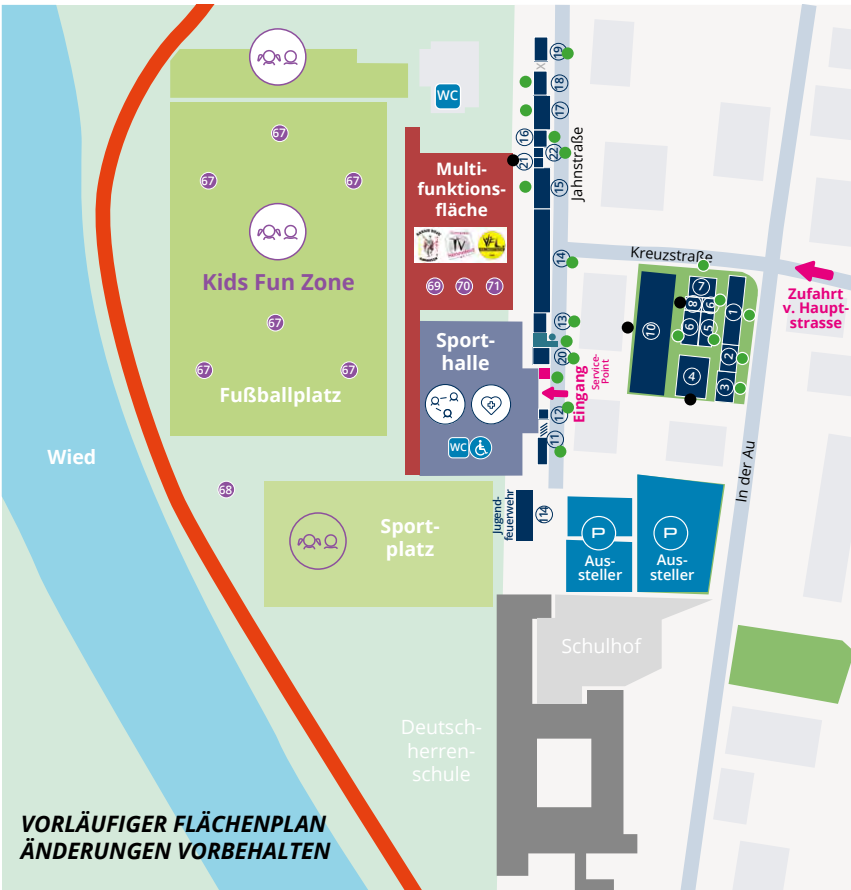 19
WC
18
17
16
22
21
Jahnstraße
Multi-
funktions-
fläche
15
67
67
67
TV
VFL
Kreuzstraße
14
Kids Fun Zone
69
70
71
Zufahrt
v. Haupt-
strasse
7
8
9
1
6
5
10
2
4
3
67
13
Sport-
halle
20
Service-
Point
Eingang
67
67
Fußballplatz
12
11
WC
Wied
In der Au
68
Jugend-
feuerwehr
114
Sport-
platz
P
Aus-
steller
P
Aus-
steller
Schulhof
Deutsch-
herren-
schule
VORLÄUFIGER FLÄCHENPLAN
ÄNDERUNGEN VORBEHALTEN